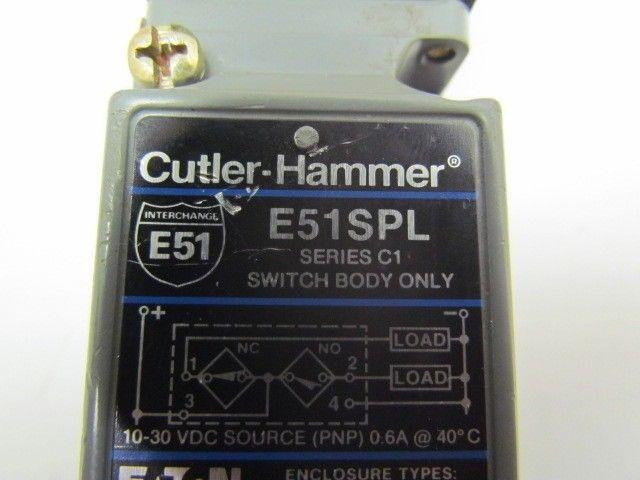 Cutler-Hammer®
INTERCHANGE
E51
E51SPL
SERIES C1
SWITCH BODY ONLY
+
-
LOAD
NC
NO
1
2
LOAD
3
4
10-30 VDC SOURCE (PNP) 0.6A @ 40°C
EATON
ENCLOSURE TYPES: